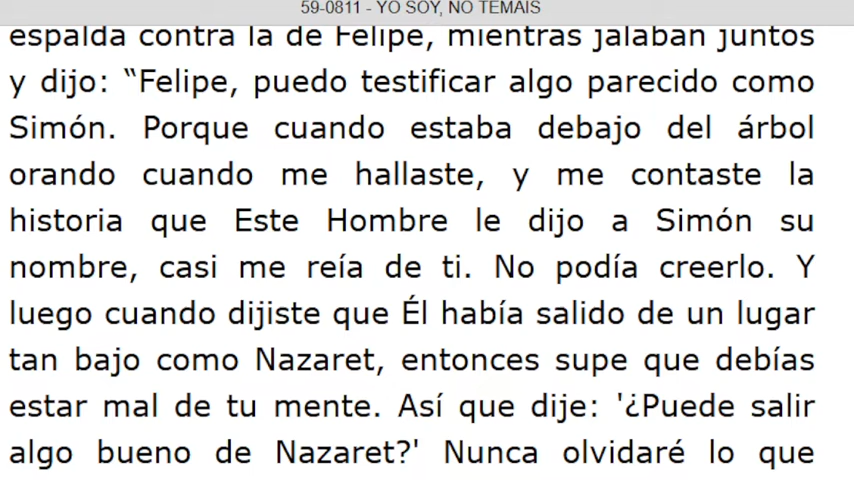 59-0811 - YO SOY, NO TEMAIS
espalda contra la de Felipe, mientras jalaban juntos
y dijo: “Felipe, puedo testificar algo parecido como
Simón. Porque cuando estaba debajo del árbol
orando cuando me hallaste, y me contaste la
historia que Este Hombre le dijo a Simón su
nombre, casi me reía de ti. No podía creerlo. Y
luego cuando dijiste que Él había salido de un lugar
tan bajo como Nazaret, entonces supe que debías
estar mal de tu mente. Así que dije: '¿Puede salir
algo bueno de Nazaret?' Nunca olvidaré lo que